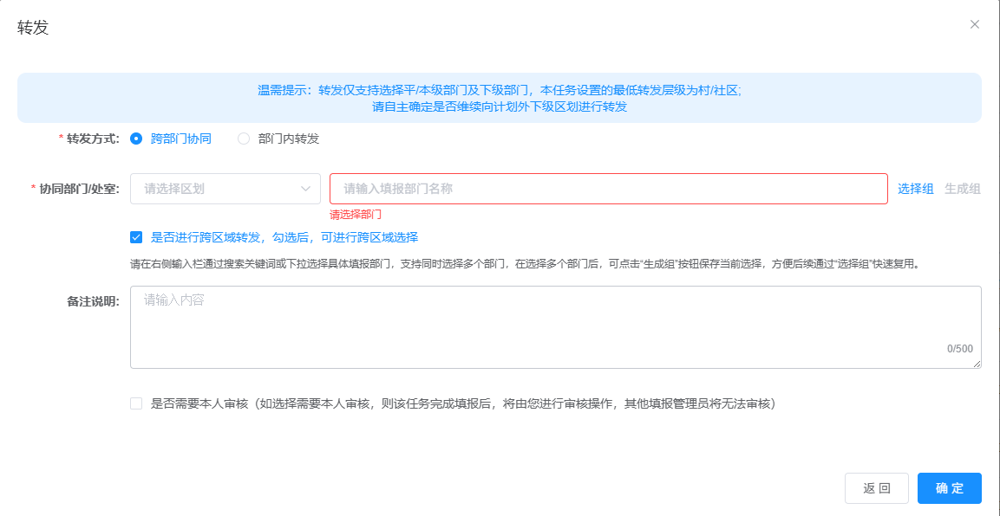 转发
温需提示：转发仅支持选择平/本级部门及下级部门，本任务设置的最低转发层级为村/社区;
请自主确定是否继续向计划外下级区划进行转发
* 转发方式: 跨部门协同 部门内转发
* 协同部门/处室: 请选择区划 请输入填报部门名称 选择组 生成组
请选择部门
是否进行跨区域转发，勾选后，可进行跨区域选择
请在右侧输入栏通过搜索关键词或下拉选择具体填报部门，支持同时选择多个部门，在选择多个部门后，可点击“生成组”按钮保存当前选择，方便后续通过“选择组”快速复用。
备注说明: 请输入内容
0/500
是否需要本人审核（如选择需要本人审核，则该任务完成填报后，将由您进行审核操作，其他填报管理员将无法审核）
返 回 确 定